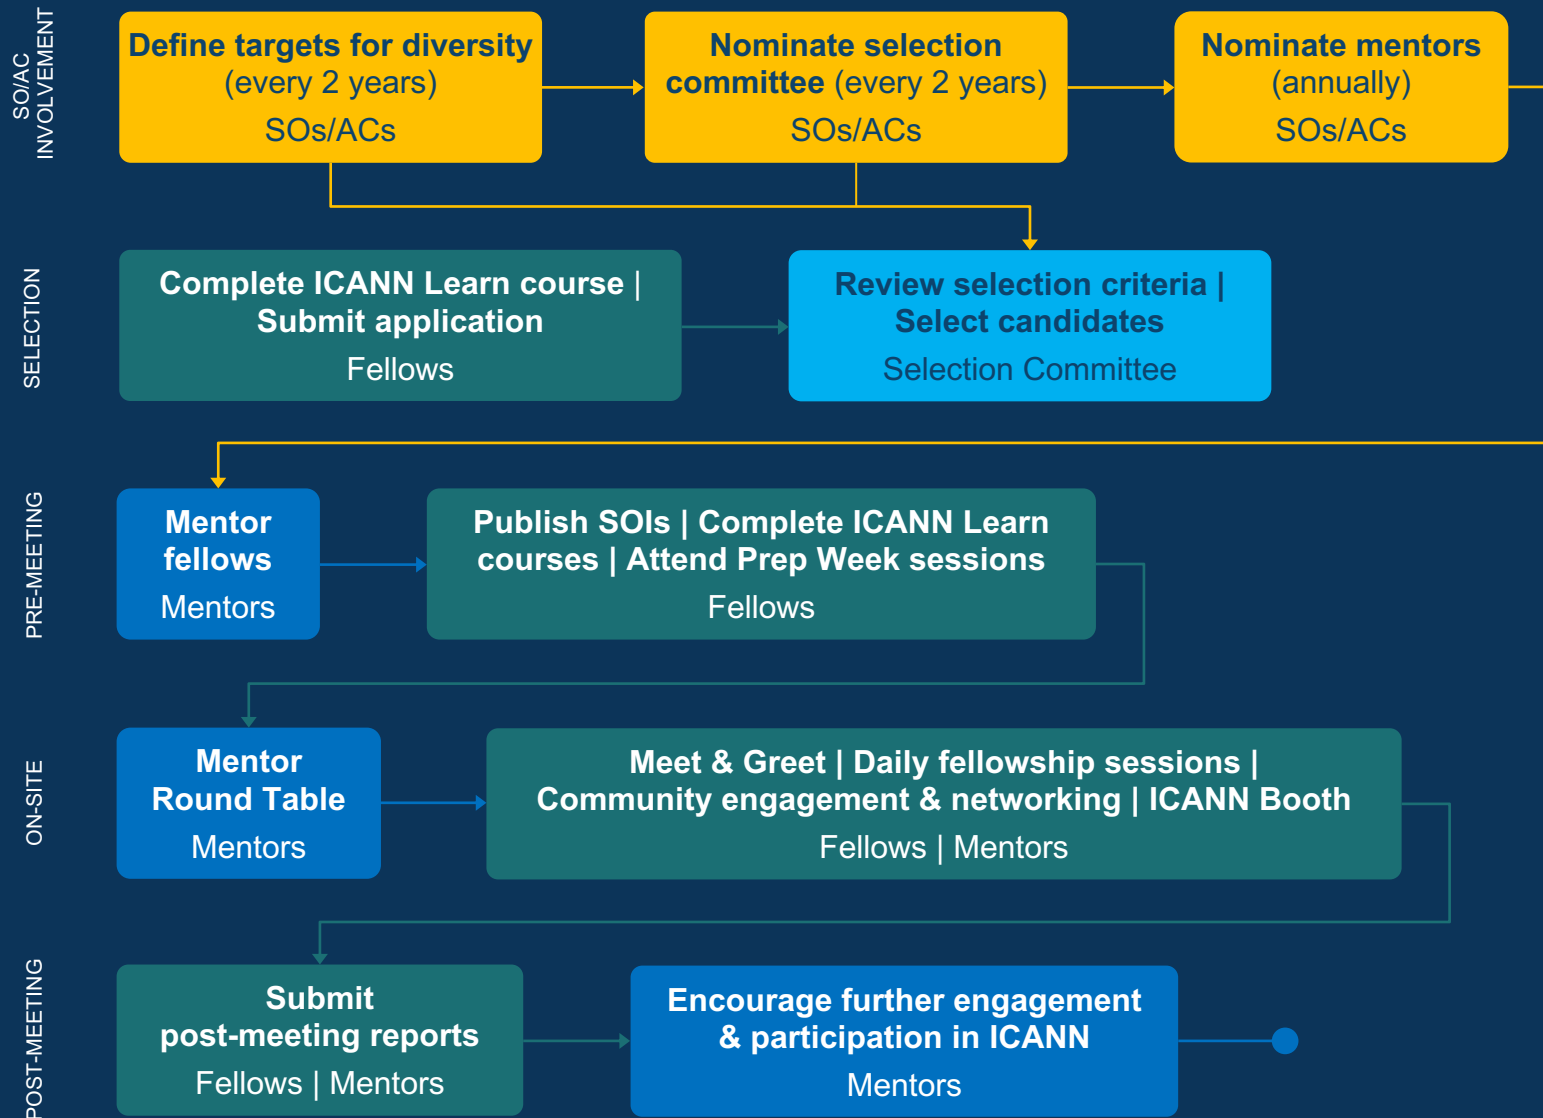 SO/AC
INVOLVEMENT
Define targets for diversity
(every 2 years)
SOs/ACs
Nominate selection
committee (every 2 years)
SOs/ACs
Nominate mentors
(annually)
SOs/ACs
SELECTION
Complete ICANN Learn course |
Submit application
Fellows
Review selection criteria |
Select candidates
Selection Committee
PRE-MEETING
Mentor
fellows
Mentors
Publish SOIs | Complete ICANN Learn
courses | Attend Prep Week sessions
Fellows
ON-SITE
Mentor
Round Table
Mentors
Meet & Greet | Daily fellowship sessions |
Community engagement & networking | ICANN Booth
Fellows | Mentors
POST-MEETING
Submit
post-meeting reports
Fellows | Mentors
Encourage further engagement
& participation in ICANN
Mentors